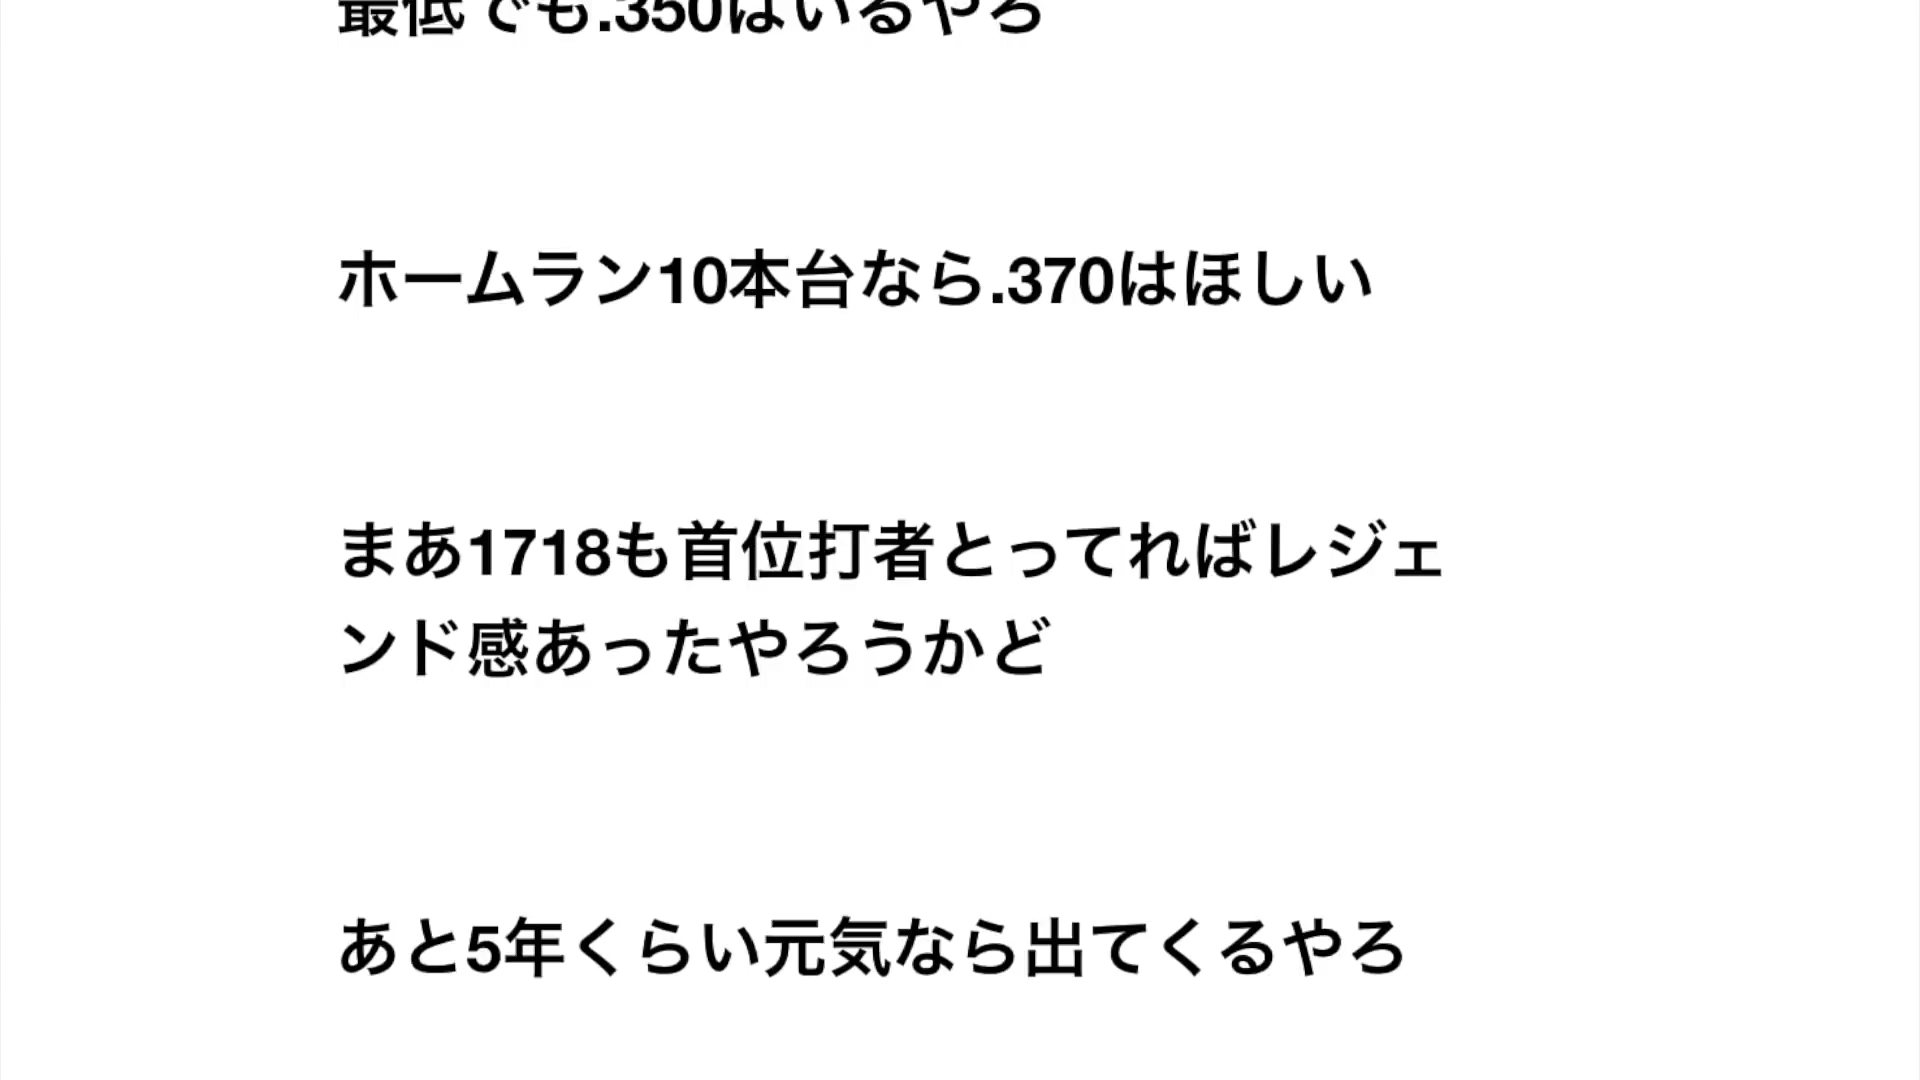 最低でも.350はいるやろ
ホームラン10本台なら.370はほしい
まあ1718も首位打者とってればレジェ
ンド感あったやろうかど
あと5年くらい元気なら出てくるやろ